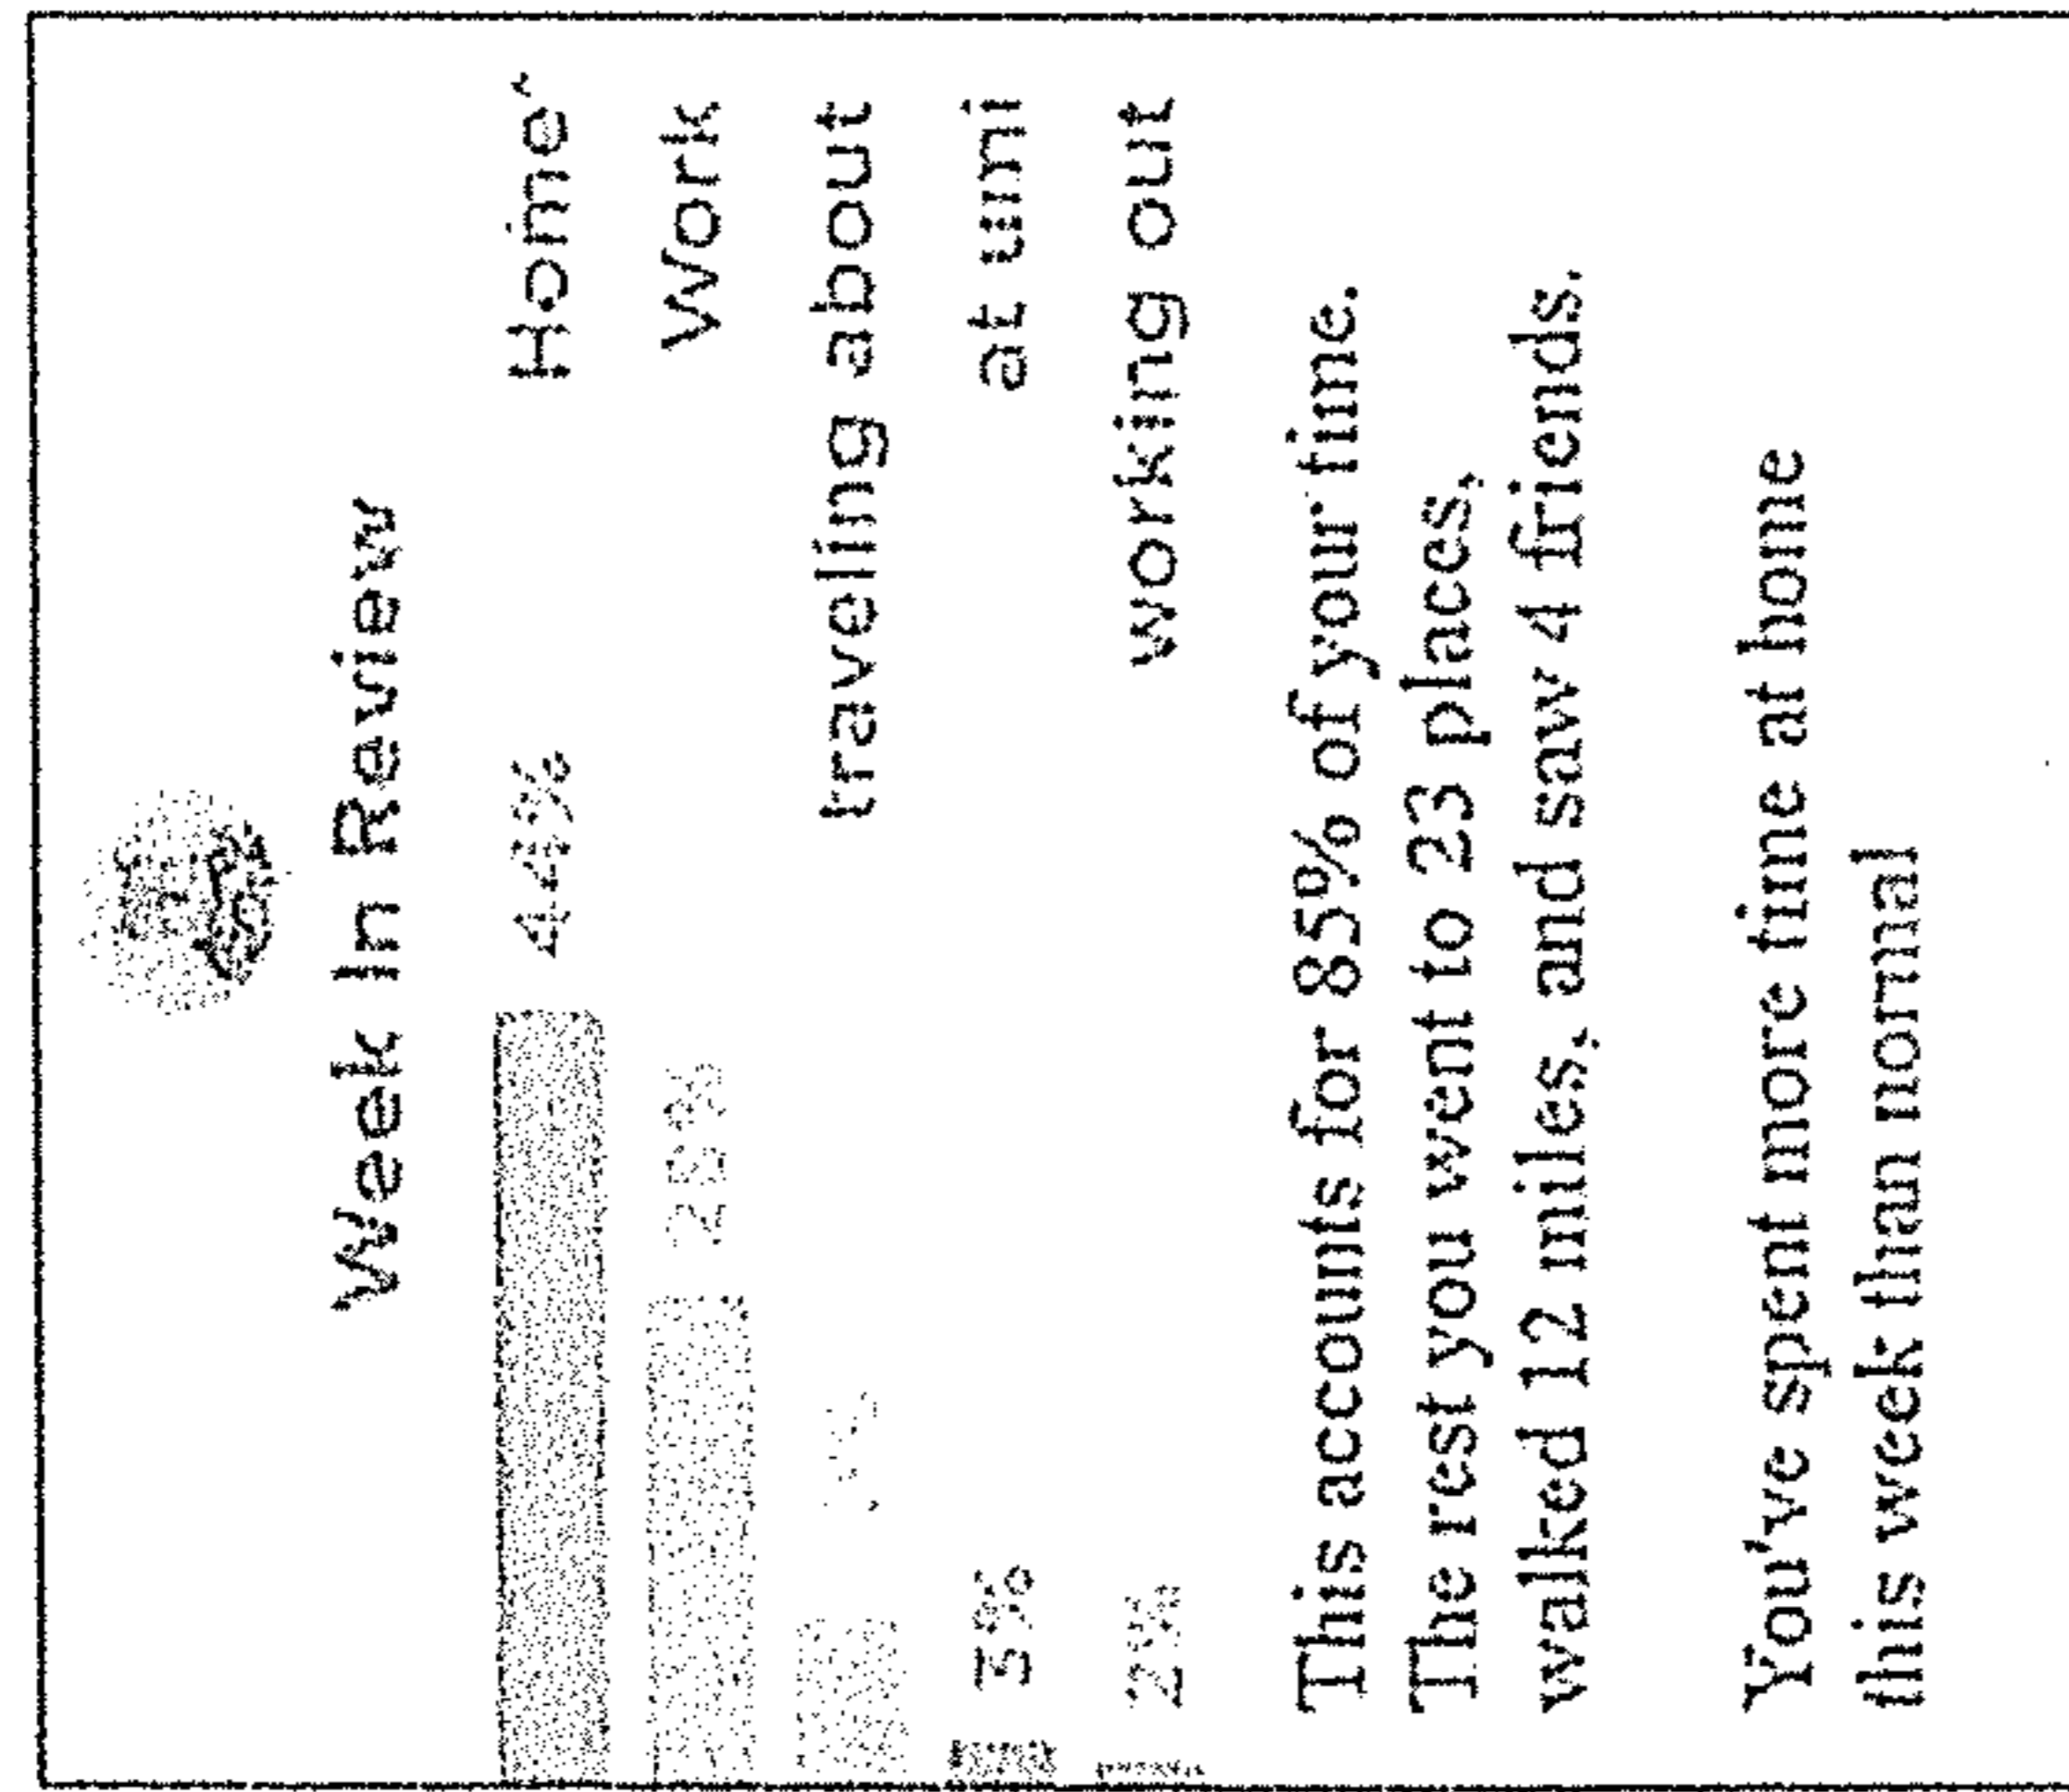 Week In Review
44% Home
28% Work
traveling about
3% at uni
2% working out
This accounts for 85% of your time.
The rest you went to 23 places,
walked 12 miles, and saw 4 friends.
You've spent more time at home
this week than normal